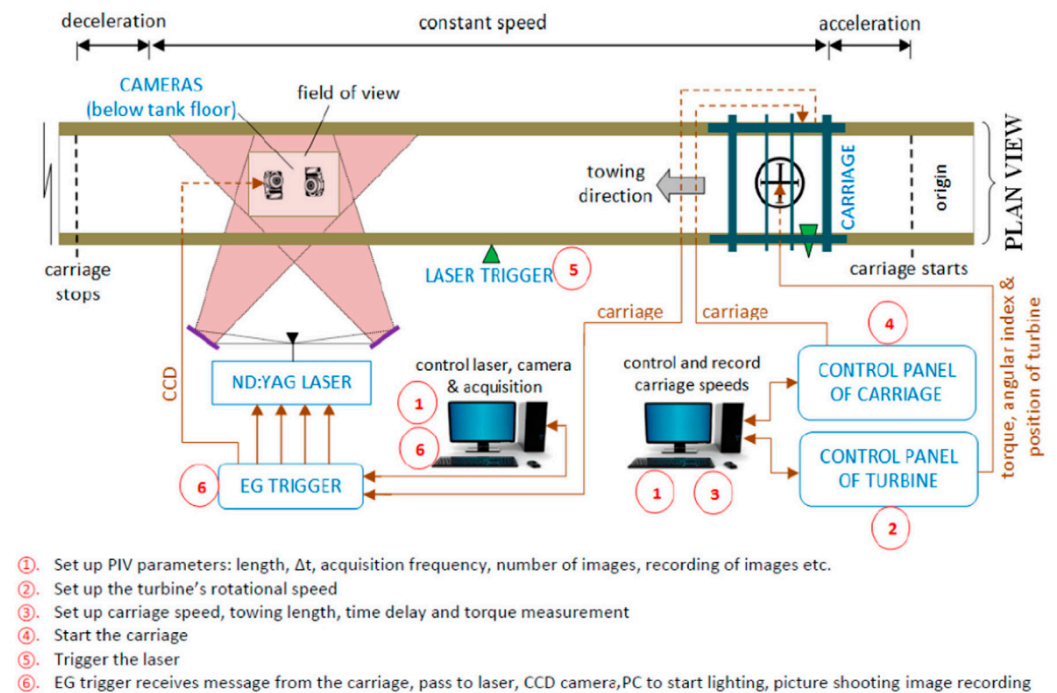 deceleration
constant speed
acceleration
CAMERAS
(below tank floor)
field of view
towing
direction
CARRIAGE
origin
PLAN VIEW
carriage
stops
LASER TRIGGER
5
carriage starts
carriage
carriage
4
CCD
ND:YAG LASER
control laser, camera
& acquisition
1
6
control and record
carriage speeds
1
3
CONTROL PANEL
OF CARRIAGE
torque, angular index &
position of turbine
6
EG TRIGGER
CONTROL PANEL
OF TURBINE
2
①. Set up PIV parameters: length, Δt, acquisition frequency, number of images, recording of images etc.
②. Set up the turbine's rotational speed
③. Set up carriage speed, towing length, time delay and torque measurement
④. Start the carriage
⑤. Trigger the laser
⑥. EG trigger receives message from the carriage, pass to laser, CCD camera,PC to start lighting, picture shooting image recording